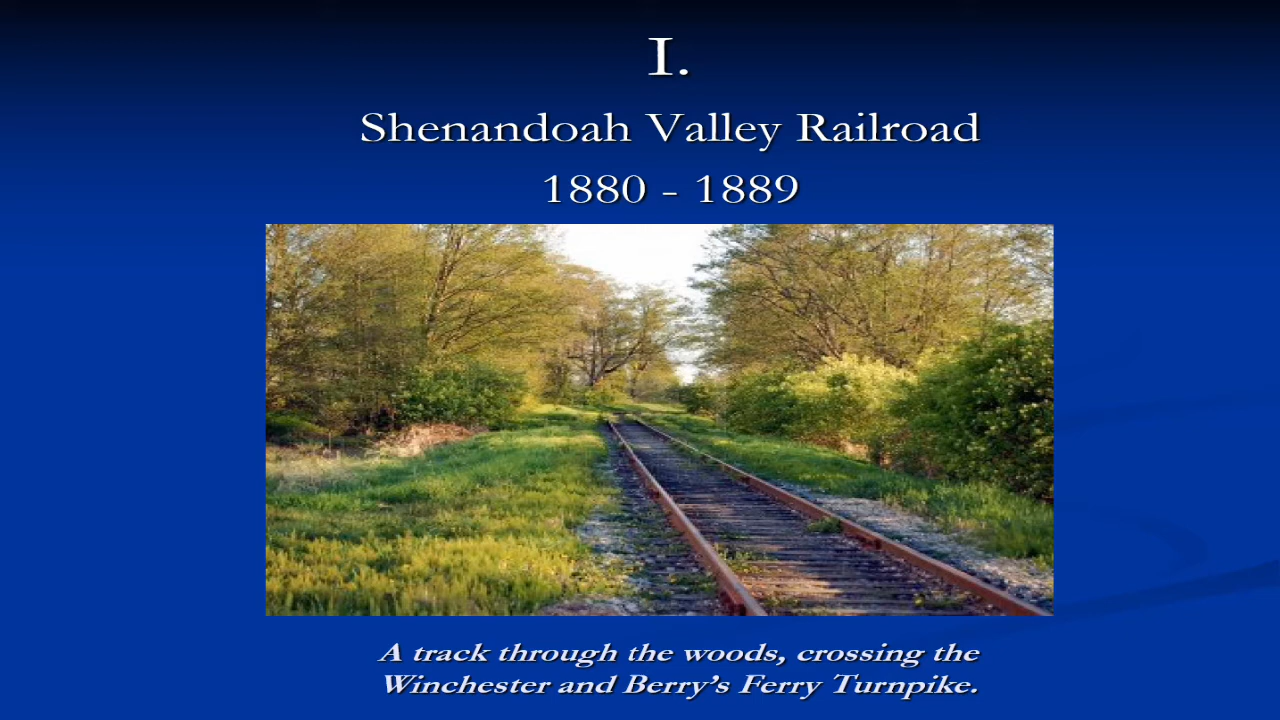 I.
Shenandoah Valley Railroad
1880 - 1889
A track through the woods, crossing the
Winchester and Berry’s Ferry Turnpike.